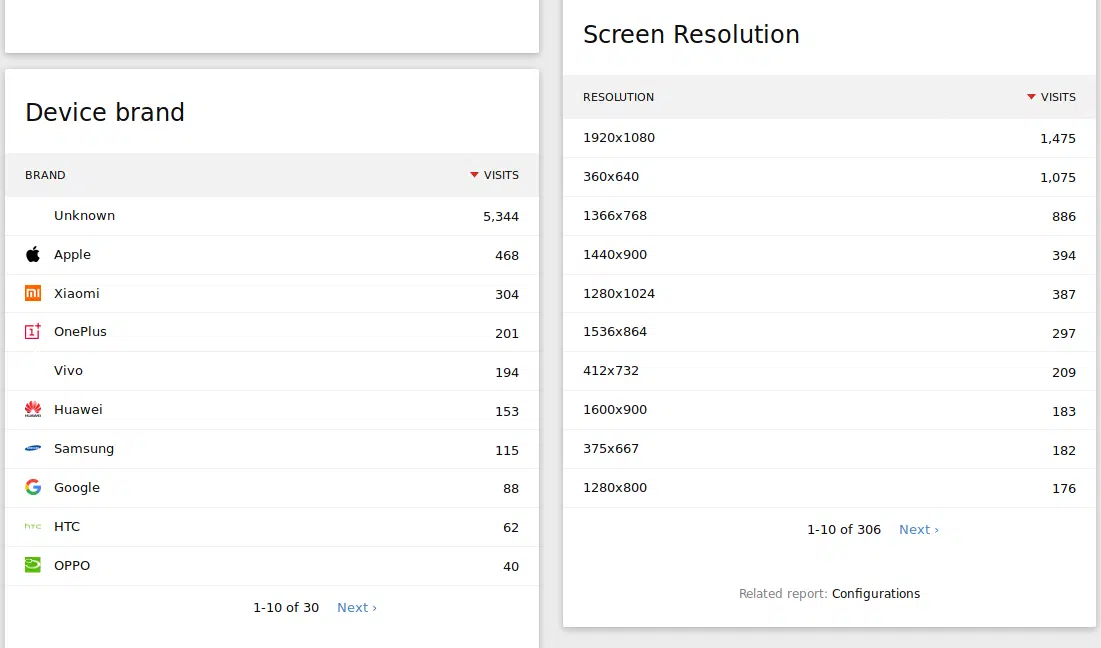 Device brand
BRAND VISITS
Unknown 5,344
Apple 468
Xiaomi 304
OnePlus 201
Vivo 194
HUAWEI Huawei 153
Samsung 115
Google 88
hTC HTC 62
OPPO 40
1-10 of 30 Next ›
Screen Resolution
RESOLUTION VISITS
1920x1080 1,475
360x640 1,075
1366x768 886
1440x900 394
1280x1024 387
1536x864 297
412x732 209
1600x900 183
375x667 182
1280x800 176
1-10 of 306 Next ›
Related report: Configurations